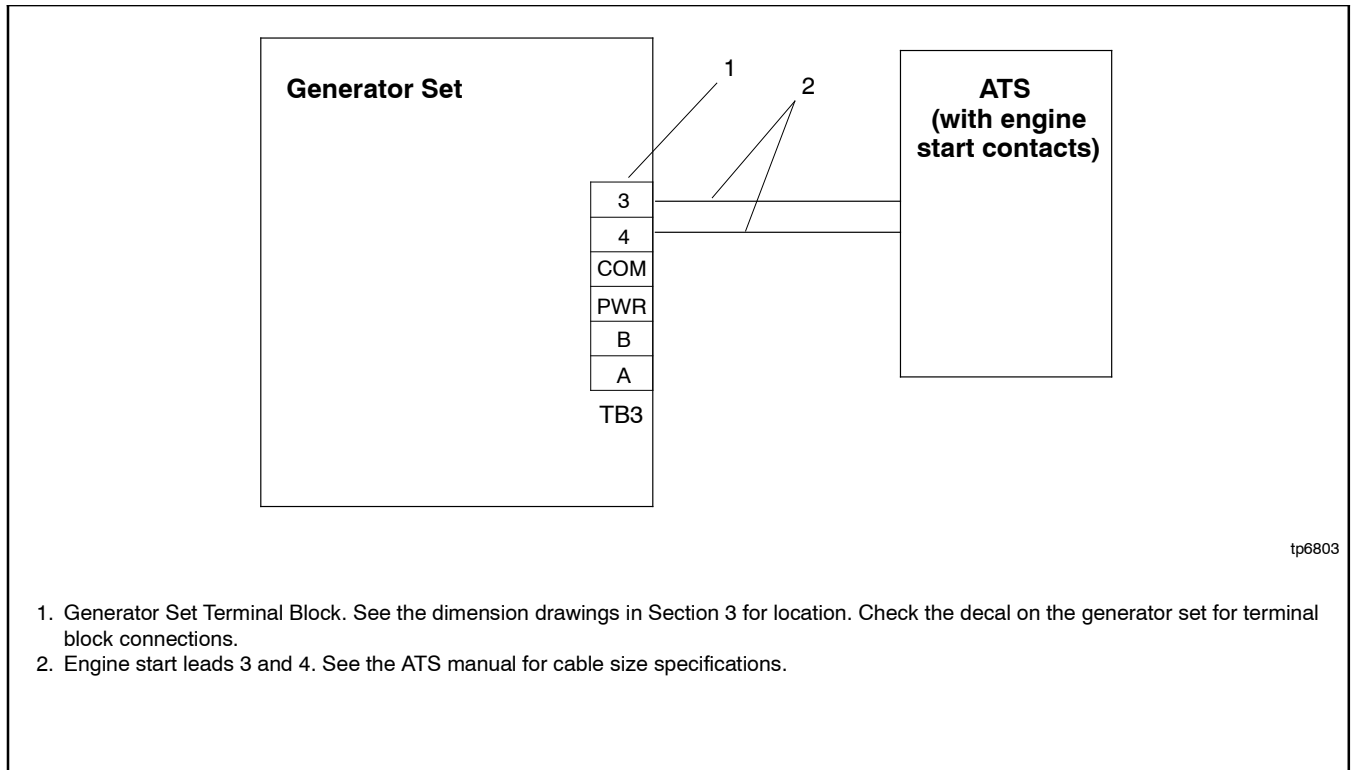 Generator Set
1
2
ATS
(with engine
start contacts)
3
4
COM
PWR
B
A
TB3
tp6803
1. Generator Set Terminal Block. See the dimension drawings in Section 3 for location. Check the decal on the generator set for terminal
block connections.
2. Engine start leads 3 and 4. See the ATS manual for cable size specifications.